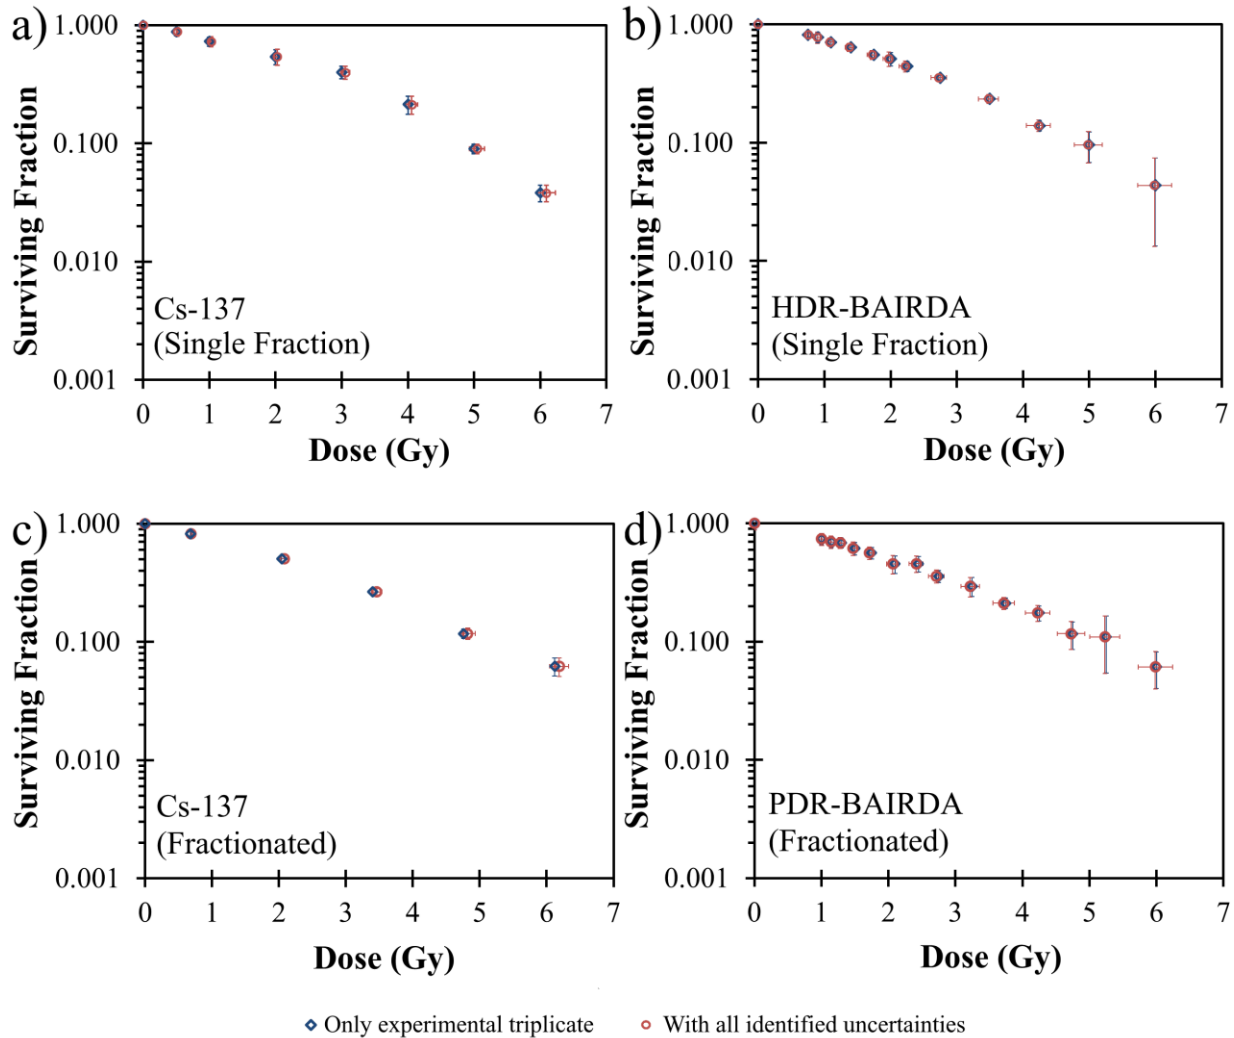 a)
1.000
0.100
0.010
0.001
Surviving Fraction
Cs-137
(Single Fraction)
0 1 2 3 4 5 6 7
Dose (Gy)
b)
1.000
0.100
0.010
0.001
Surviving Fraction
HDR-BAIRDA
(Single Fraction)
0 1 2 3 4 5 6 7
Dose (Gy)
c)
1.000
0.100
0.010
0.001
Surviving Fraction
Cs-137
(Fractionated)
0 1 2 3 4 5 6 7
Dose (Gy)
d)
1.000
0.100
0.010
0.001
Surviving Fraction
PDR-BAIRDA
(Fractionated)
0 1 2 3 4 5 6 7
Dose (Gy)
Only experimental triplicate
With all identified uncertainties